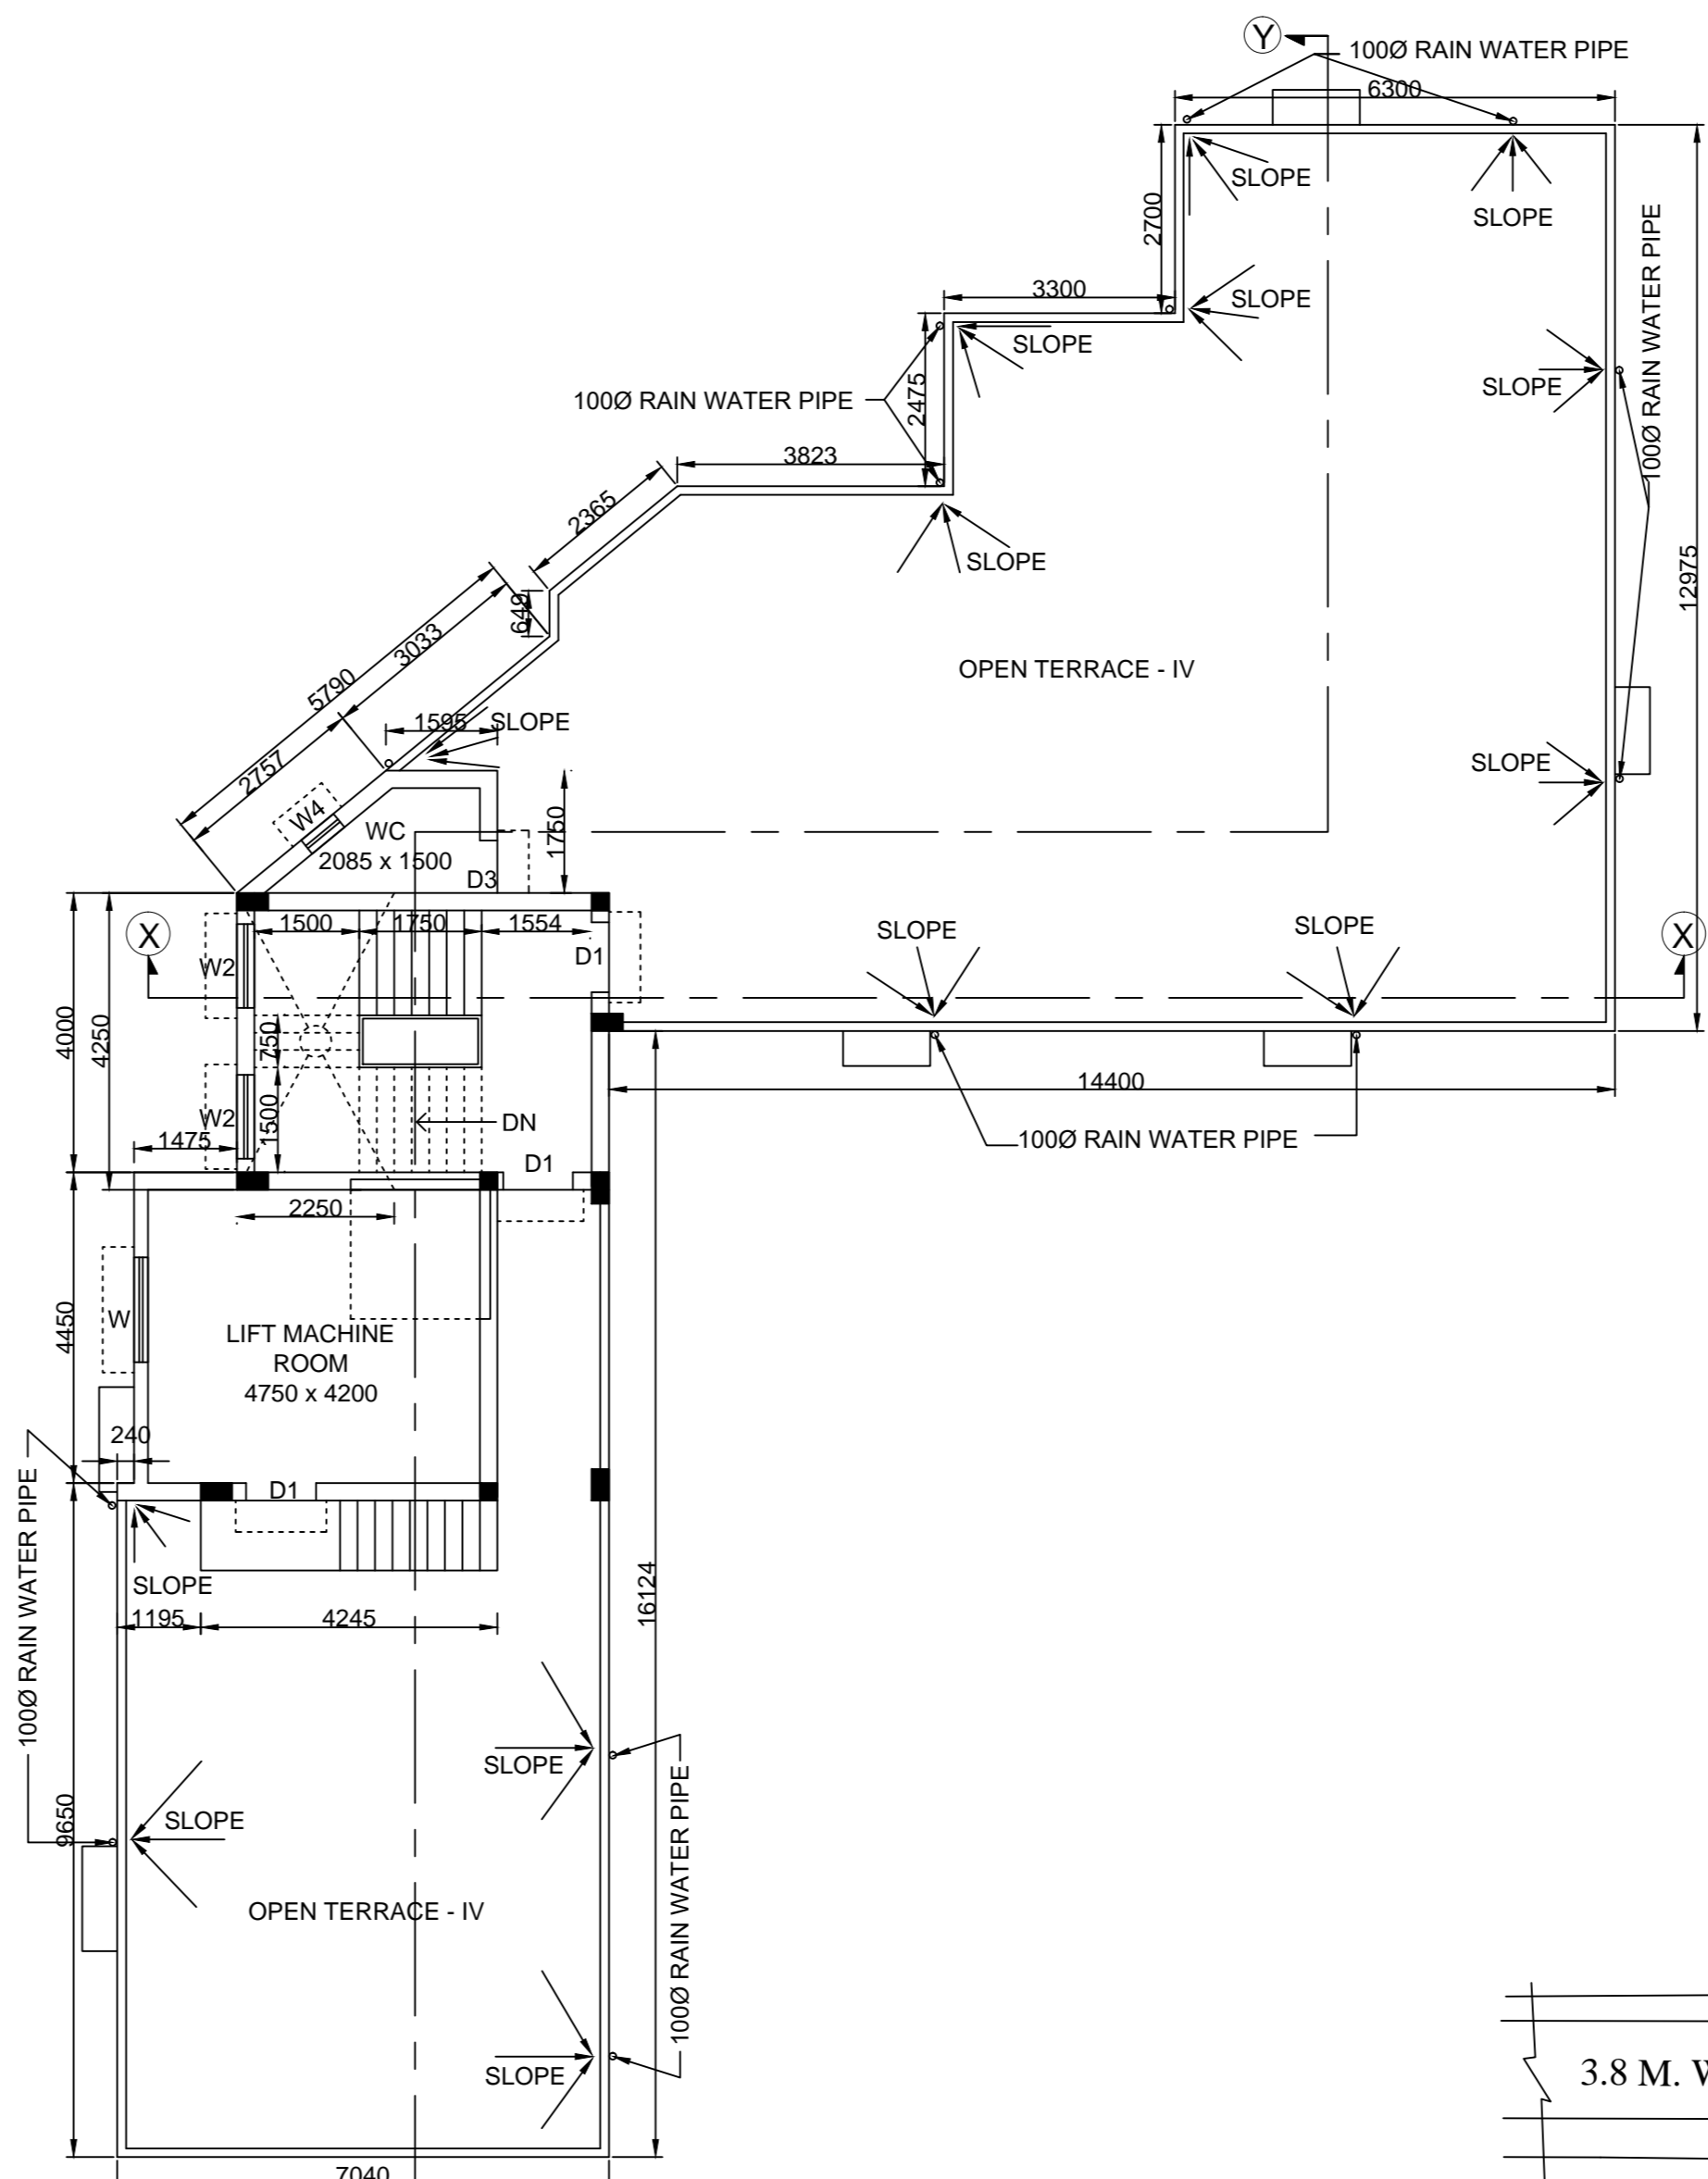 Y
100Ø RAIN WATER PIPE
6300
SLOPE
SLOPE
2700
100Ø RAIN WATER PIPE
3300
SLOPE
SLOPE
2475
SLOPE
100Ø RAIN WATER PIPE
3823
2365
SLOPE
12975
649
3033
5790
OPEN TERRACE - IV
1595
SLOPE
2757
SLOPE
W4
WC
2085 x 1500
1750
D3
1500
1750
1554
X
W2
D1
SLOPE
SLOPE
X
4000
4250
750
14400
1500
W2
DN
100Ø RAIN WATER PIPE
1475
D1
2250
4450
W
LIFT MACHINE
ROOM
4750 x 4200
240
D1
100Ø RAIN WATER PIPE
SLOPE
16124
1195
4245
SLOPE
100Ø RAIN WATER PIPE
9650
SLOPE
OPEN TERRACE - IV
SLOPE
3.8 M. W
7040